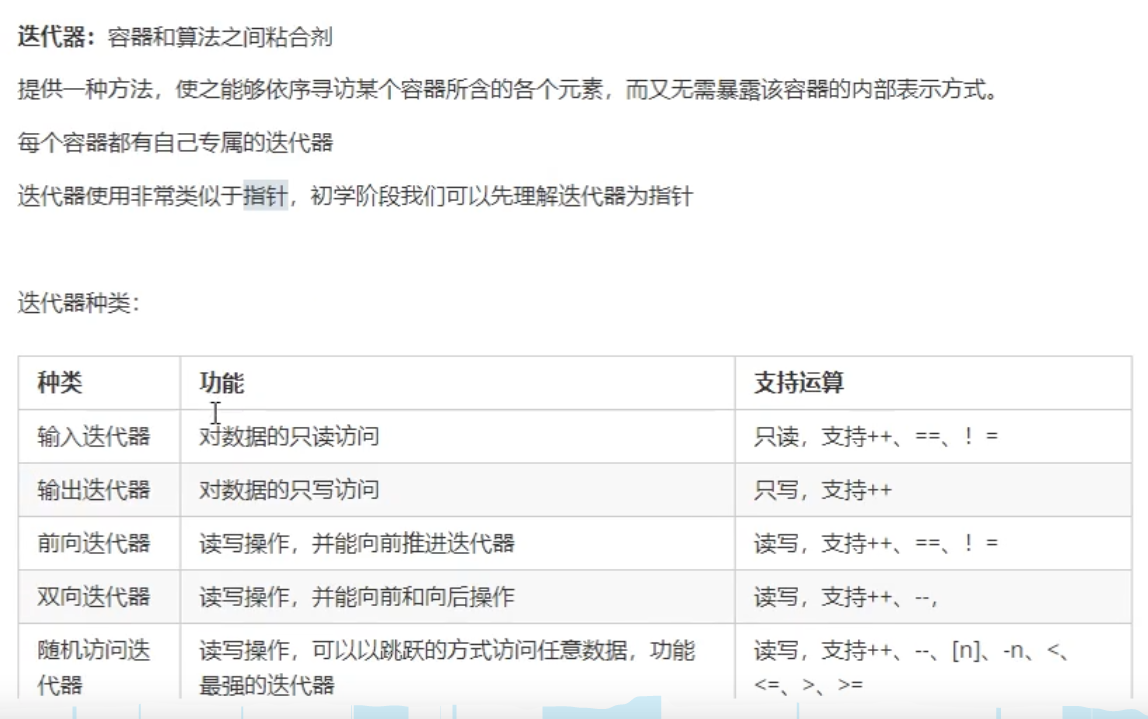 迭代器：容器和算法之间粘合剂
提供一种方法，使之能够依序寻访某个容器所含的各个元素，而又无需暴露该容器的内部表示方式。
每个容器都有自己专属的迭代器
迭代器使用非常类似于指针，初学阶段我们可以先理解迭代器为指针
迭代器种类：
种类 功能 支持运算
输入迭代器 对数据的只读访问 只读，支持++、==、！=
输出迭代器 对数据的只写访问 只写，支持++
前向迭代器 读写操作，并能向前推进迭代器 读写，支持++、==、！=
双向迭代器 读写操作，并能向前和向后操作 读写，支持++、--，
随机访问迭 读写操作，可以以跳跃的方式访问任意数据，功能 读写，支持++、--、[n]、-n、<、
代器 最强的迭代器 <=、>、>=